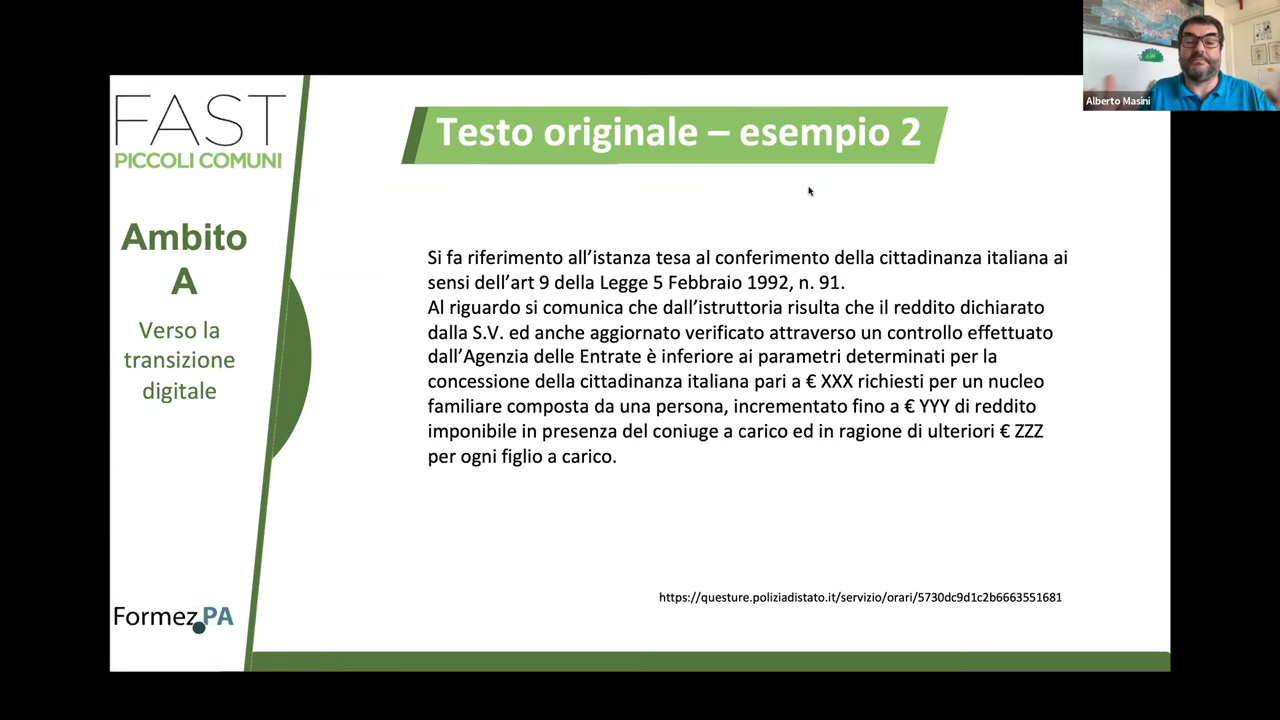 Alberto Masini
FAST
PICCOLI COMUNI
Ambito
A
Verso la
transizione
digitale
Formez.PA
Testo originale – esempio 2
Si fa riferimento all’istanza tesa al conferimento della cittadinanza italiana ai
sensi dell’art 9 della Legge 5 Febbraio 1992, n. 91.
Al riguardo si comunica che dall’istruttoria risulta che il reddito dichiarato
dalla S.V. ed anche aggiornato verificato attraverso un controllo effettuato
dall’Agenzia delle Entrate è inferiore ai parametri determinati per la
concessione della cittadinanza italiana pari a € XXX richiesti per un nucleo
familiare composta da una persona, incrementato fino a € YYY di reddito
imponibile in presenza del coniuge a carico ed in ragione di ulteriori € ZZZ
per ogni figlio a carico.
https://questure.poliziadistato.it/servizio/orari/5730dc9d1c2b6663551681